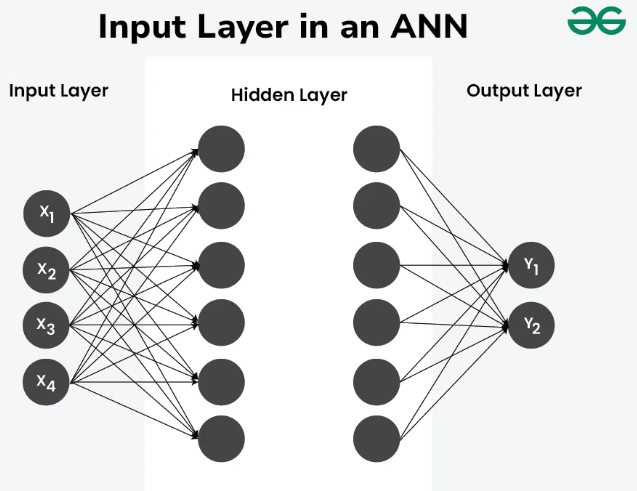 Input Layer in an ANN
Input Layer
Hidden Layer
Output Layer
X₁
X₂
X₃
X₄
Y₁
Y₂